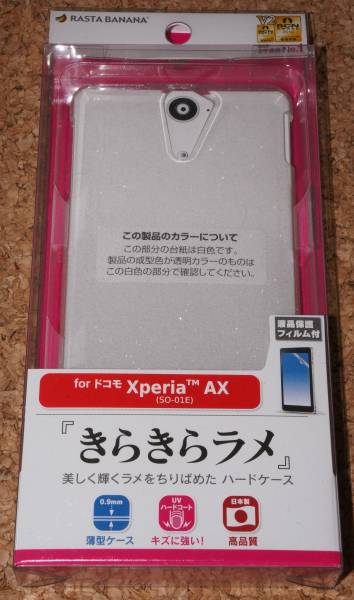 RASTA BANANA
この製品のカラーについて
この部分の台紙は白色です。
製品の成型色が透明カラーのものは
この白色の部分で確認してください。
液晶保護
フィルム付
for ドコモ Xperia™ AX
(SO-01E)
『きらきらラメ』
美しく輝くラメをちりばめた ハードケース
0.9mm
薄型ケース
UV
ハードコート
キズに強い!
日本製
高品質